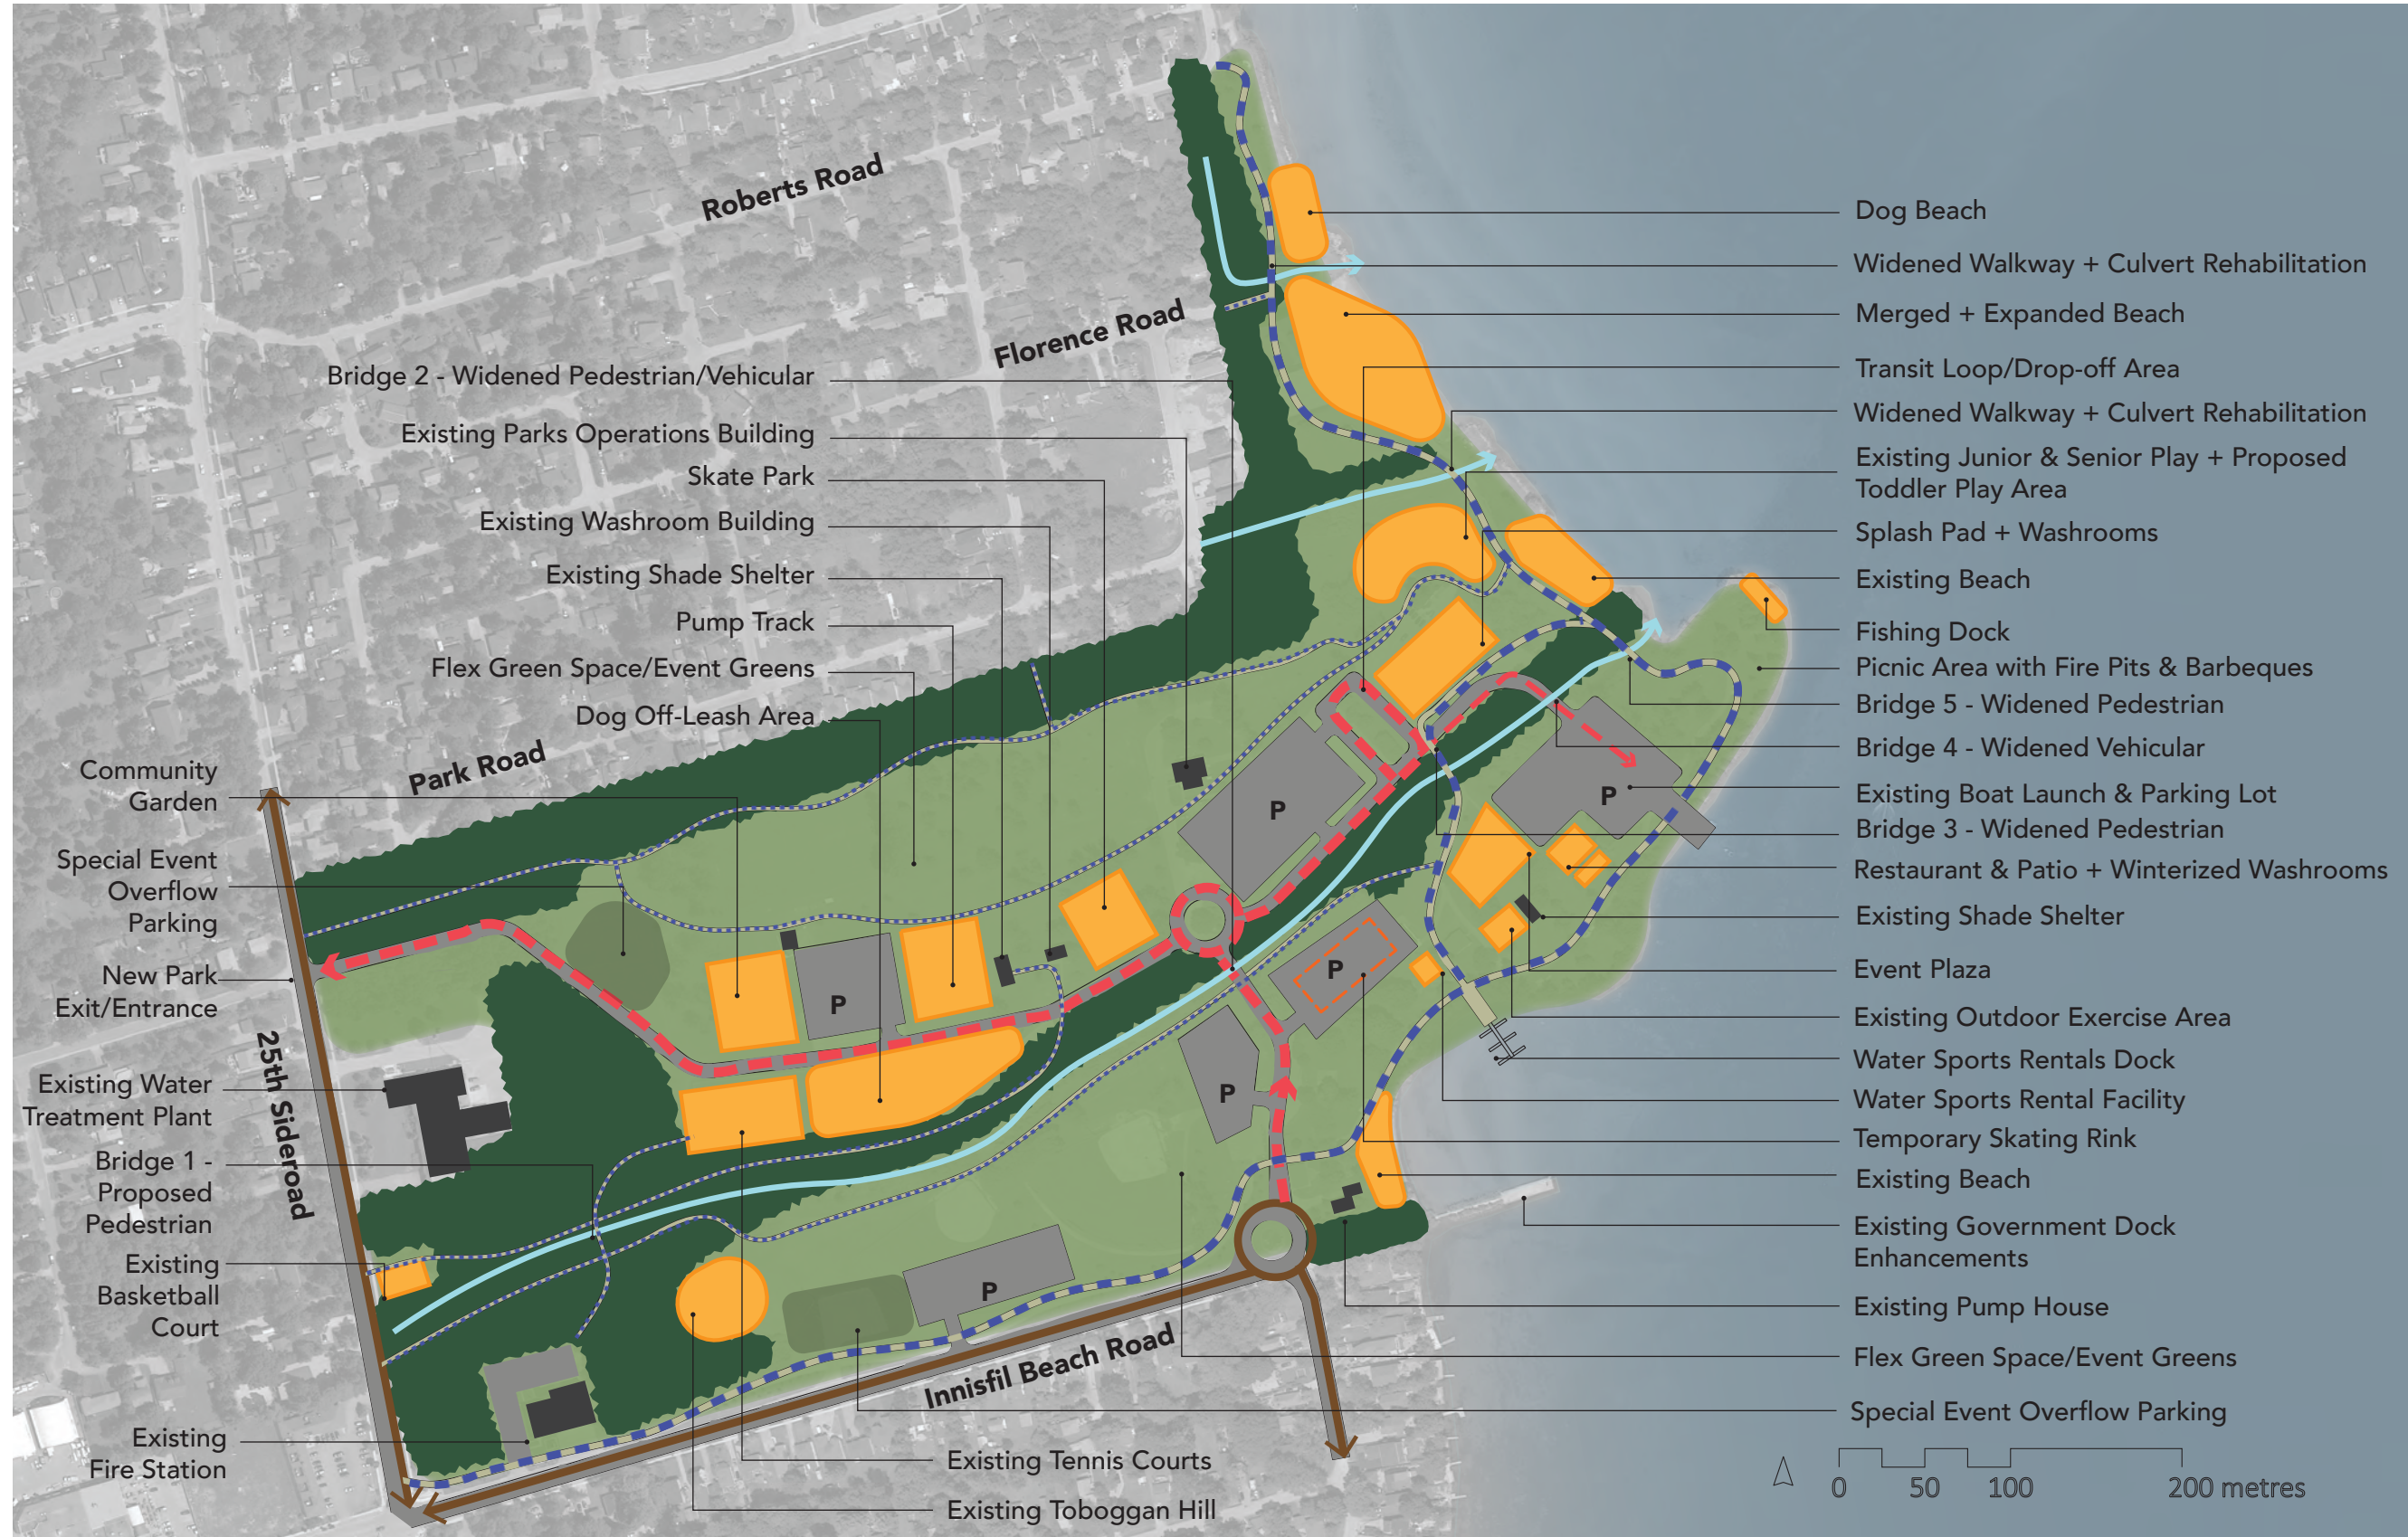 Roberts Road
Florence Road
Park Road
25th Sideroad
Innisfil Beach Road
Bridge 2 - Widened Pedestrian/Vehicular
Existing Parks Operations Building
Skate Park
Existing Washroom Building
Existing Shade Shelter
Pump Track
Flex Green Space/Event Greens
Dog Off-Leash Area
Community
Garden
Special Event
Overflow
Parking
New Park
Exit/Entrance
Existing Water
Treatment Plant
Bridge 1 -
Proposed
Pedestrian
Existing
Basketball
Court
Existing
Fire Station
Existing Tennis Courts
Existing Toboggan Hill
P
P
P
P
P
P
Dog Beach
Widened Walkway + Culvert Rehabilitation
Merged + Expanded Beach
Transit Loop/Drop-off Area
Widened Walkway + Culvert Rehabilitation
Existing Junior & Senior Play + Proposed
Toddler Play Area
Splash Pad + Washrooms
Existing Beach
Fishing Dock
Picnic Area with Fire Pits & Barbeques
Bridge 5 - Widened Pedestrian
Bridge 4 - Widened Vehicular
Existing Boat Launch & Parking Lot
Bridge 3 - Widened Pedestrian
Restaurant & Patio + Winterized Washrooms
Existing Shade Shelter
Event Plaza
Existing Outdoor Exercise Area
Water Sports Rentals Dock
Water Sports Rental Facility
Temporary Skating Rink
Existing Beach
Existing Government Dock
Enhancements
Existing Pump House
Flex Green Space/Event Greens
Special Event Overflow Parking
0 50 100 200 metres